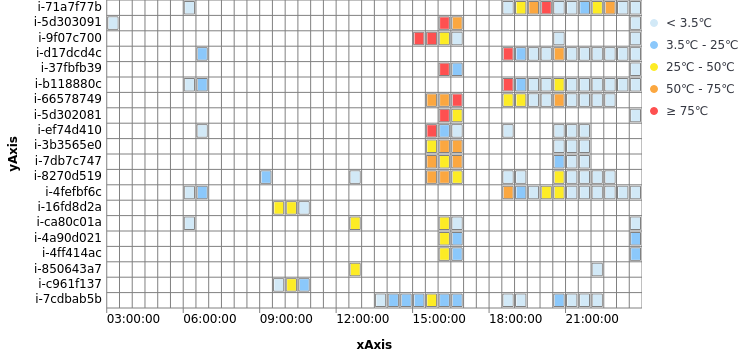 i-71a7f77b
i-5d303091
i-9f07c700
i-d17dcd4c
i-37fbfb39
i-b118880c
i-66578749
i-5d302081
i-ef74d410
i-3b3565e0
i-7db7c747
i-8270d519
i-4fefbf6c
i-16fd8d2a
i-ca80c01a
i-4a90d021
i-4ff414ac
i-850643a7
i-c961f137
i-7cdbab5b
yAxis
03:00:00 06:00:00 09:00:00 12:00:00 15:00:00 18:00:00 21:00:00
xAxis
< 3.5℃
3.5℃ - 25℃
25℃ - 50℃
50℃ - 75℃
≥ 75℃